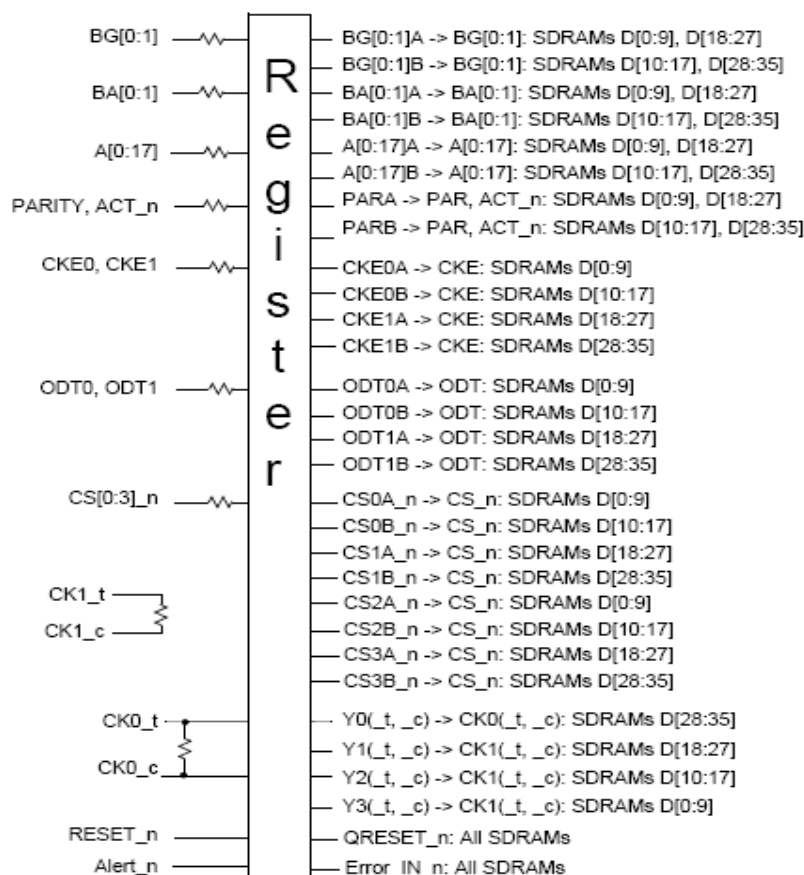 BG[0:1]
BA[0:1]
A[0:17]
PARITY, ACT_n
CKE0, CKE1
ODT0, ODT1
CS[0:3]_n
CK1_t
CK1_c
CK0_t
CK0_c
RESET_n
Alert_n
Register
BG[0:1]A -> BG[0:1]: SDRAMs D[0:9], D[18:27]
BG[0:1]B -> BG[0:1]: SDRAMs D[10:17], D[28:35]
BA[0:1]A -> BA[0:1]: SDRAMs D[0:9], D[18:27]
BA[0:1]B -> BA[0:1]: SDRAMs D[10:17], D[28:35]
A[0:17]A -> A[0:17]: SDRAMs D[0:9], D[18:27]
A[0:17]B -> A[0:17]: SDRAMs D[10:17], D[28:35]
PARA -> PAR, ACT_n: SDRAMs D[0:9], D[18:27]
PARB -> PAR, ACT_n: SDRAMs D[10:17], D[28:35]
CKE0A -> CKE: SDRAMs D[0:9]
CKE0B -> CKE: SDRAMs D[10:17]
CKE1A -> CKE: SDRAMs D[18:27]
CKE1B -> CKE: SDRAMs D[28:35]
ODT0A -> ODT: SDRAMs D[0:9]
ODT0B -> ODT: SDRAMs D[10:17]
ODT1A -> ODT: SDRAMs D[18:27]
ODT1B -> ODT: SDRAMs D[28:35]
CS0A_n -> CS_n: SDRAMs D[0:9]
CS0B_n -> CS_n: SDRAMs D[10:17]
CS1A_n -> CS_n: SDRAMs D[18:27]
CS1B_n -> CS_n: SDRAMs D[28:35]
CS2A_n -> CS_n: SDRAMs D[0:9]
CS2B_n -> CS_n: SDRAMs D[10:17]
CS3A_n -> CS_n: SDRAMs D[18:27]
CS3B_n -> CS_n: SDRAMs D[28:35]
Y0(_t, _c) -> CK0(_t, _c): SDRAMs D[28:35]
Y1(_t, _c) -> CK1(_t, _c): SDRAMs D[18:27]
Y2(_t, _c) -> CK1(_t, _c): SDRAMs D[10:17]
Y3(_t, _c) -> CK1(_t, _c): SDRAMs D[0:9]
QRESET_n: All SDRAMs
Error_IN_n: All SDRAMs